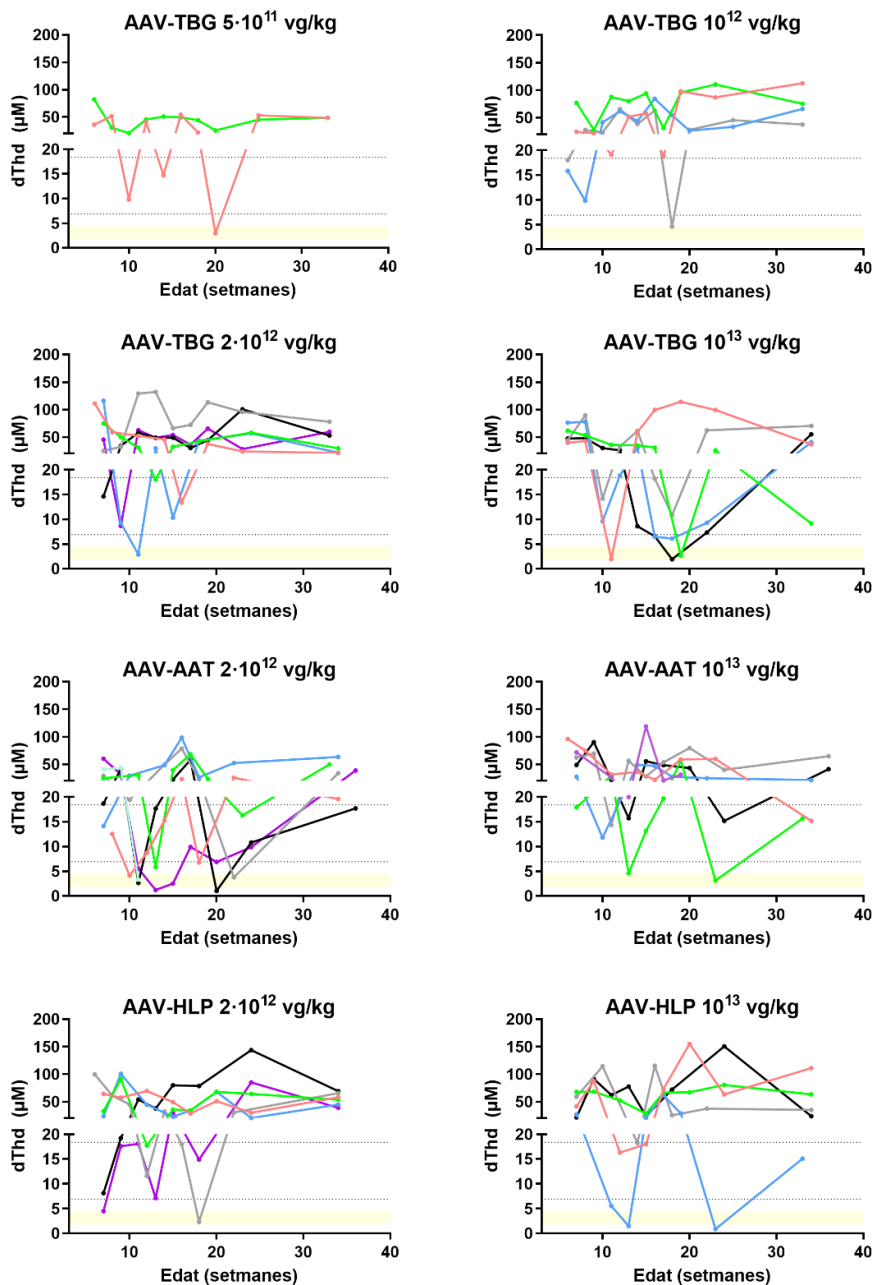 AAV-TBG 5·10¹¹ vg/kg
dThd (µM)
200
150
100
50
20
15
10
5
0
10 20 30 40
Edat (setmanes)
AAV-TBG 10¹² vg/kg
dThd (µM)
200
150
100
50
20
15
10
5
0
10 20 30 40
Edat (setmanes)
AAV-TBG 2·10¹² vg/kg
dThd (µM)
200
150
100
50
20
15
10
5
0
10 20 30 40
Edat (setmanes)
AAV-TBG 10¹³ vg/kg
dThd (µM)
200
150
100
50
20
15
10
5
0
10 20 30 40
Edat (setmanes)
AAV-AAT 2·10¹² vg/kg
dThd (µM)
200
150
100
50
20
15
10
5
0
10 20 30 40
Edat (setmanes)
AAV-AAT 10¹³ vg/kg
dThd (µM)
200
150
100
50
20
15
10
5
0
10 20 30 40
Edat (setmanes)
AAV-HLP 2·10¹² vg/kg
dThd (µM)
200
150
100
50
20
15
10
5
0
10 20 30 40
Edat (setmanes)
AAV-HLP 10¹³ vg/kg
dThd (µM)
200
150
100
50
20
15
10
5
0
10 20 30 40
Edat (setmanes)